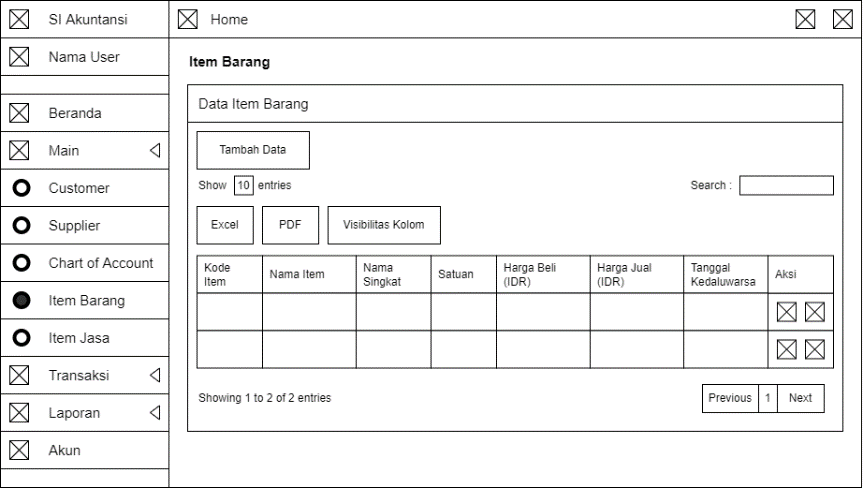 SI Akuntansi
Home
Nama User
Beranda
Main
Customer
Supplier
Chart of Account
Item Barang
Item Jasa
Transaksi
Laporan
Akun
Item Barang
Data Item Barang
Tambah Data
Show 10 entries
Search :
Excel
PDF
Visibilitas Kolom
Kode
Item
Nama Item
Nama
Singkat
Satuan
Harga Beli
(IDR)
Harga Jual
(IDR)
Tanggal
Kedaluwarsa
Aksi
Showing 1 to 2 of 2 entries
Previous 1 Next